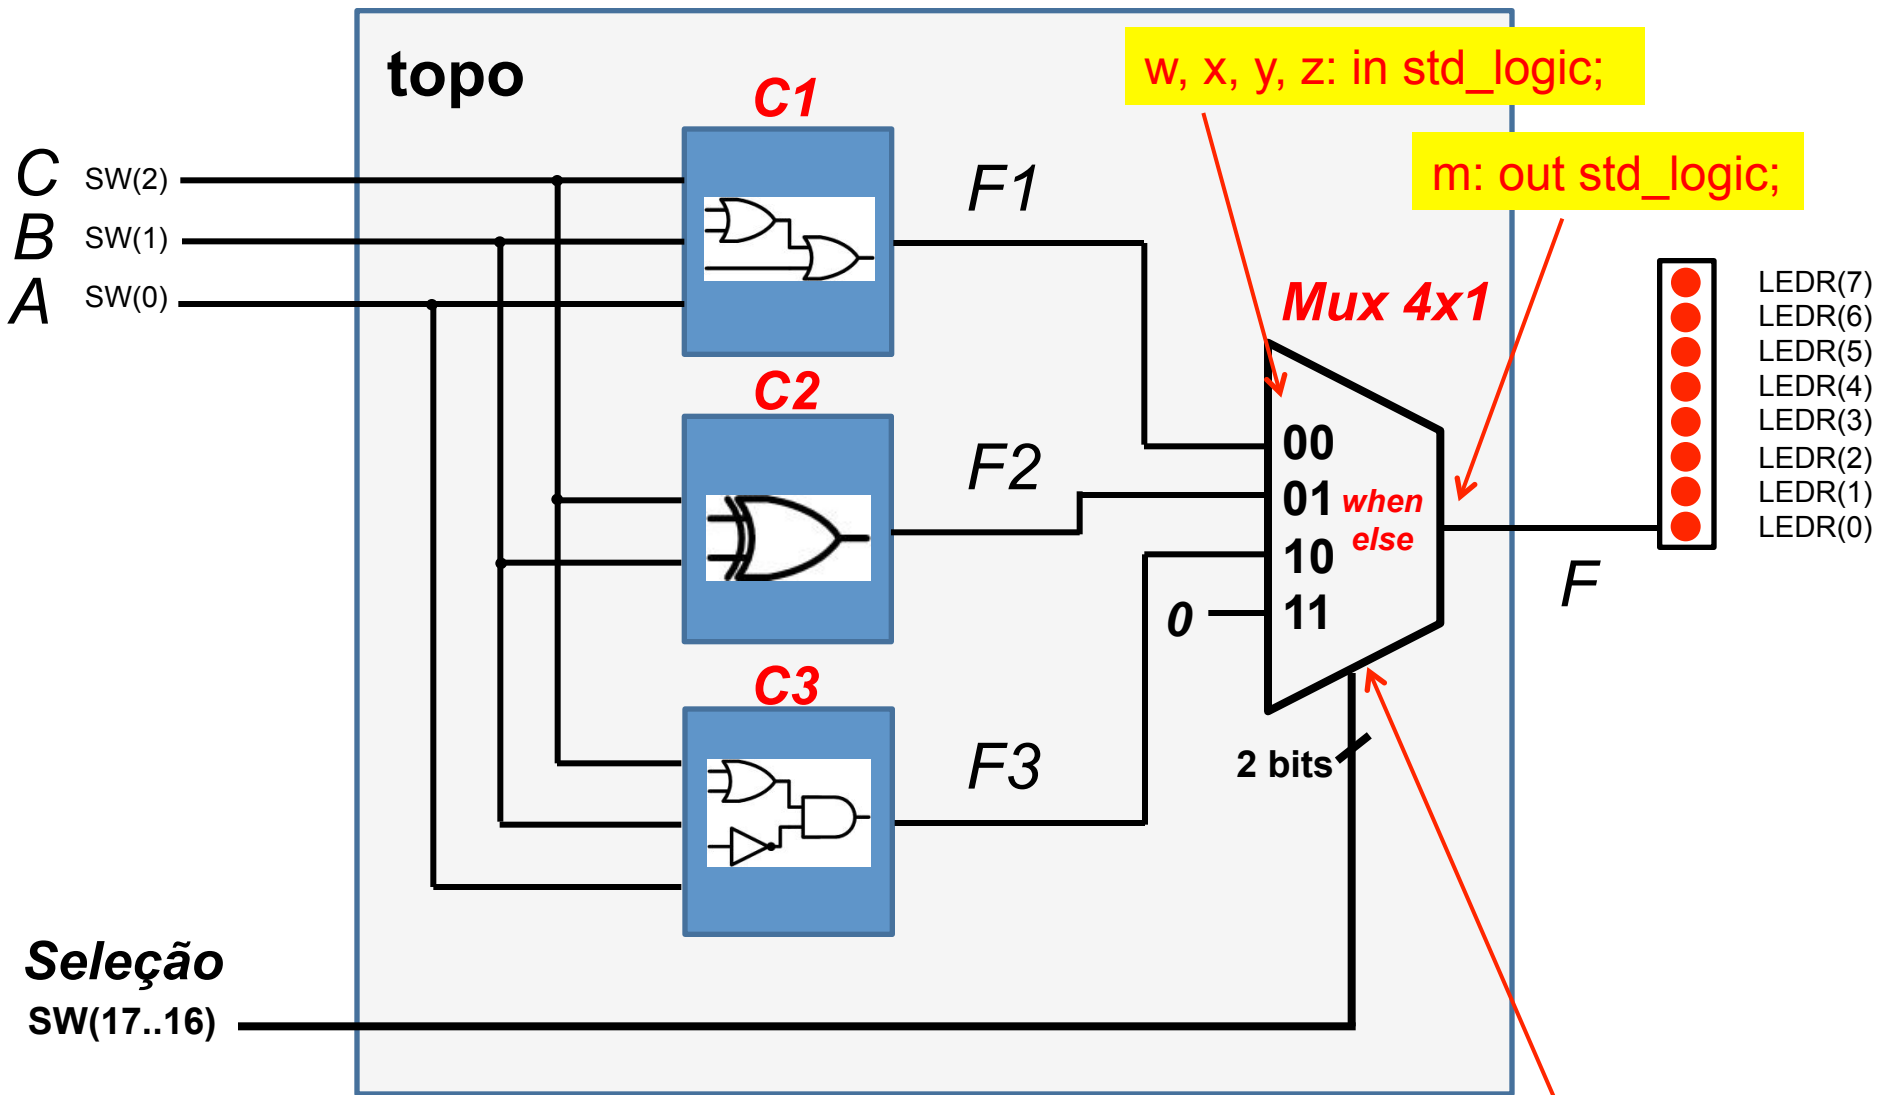 topo
w, x, y, z: in std_logic;
m: out std_logic;
C1
C SW(2)
B SW(1)
A SW(0)
F1
Mux 4x1
LEDR(7)
LEDR(6)
LEDR(5)
LEDR(4)
LEDR(3)
LEDR(2)
LEDR(1)
LEDR(0)
C2
F2
00
01
10
11
when
else
0
F
C3
F3
2 bits
Seleção
SW(17..16)